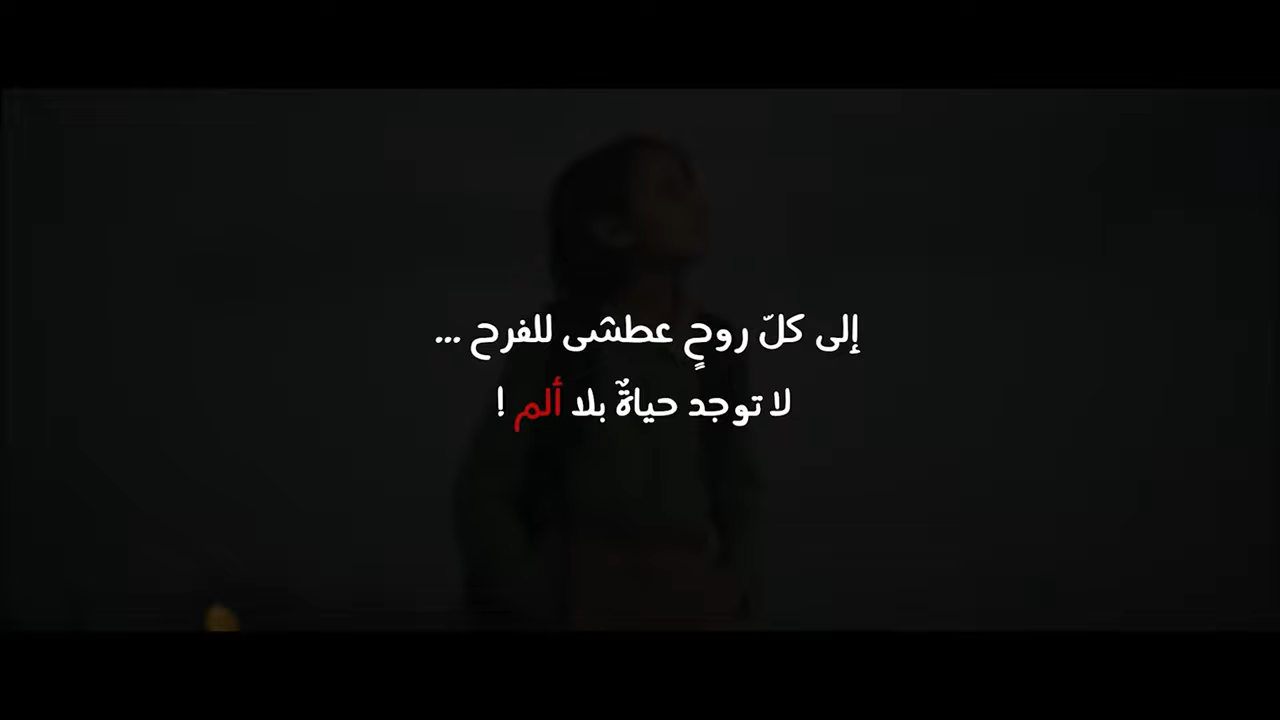 إلى كلّ روحٍ عطشى للفرح ...
لا توجد حياةٌ بلا ألم !